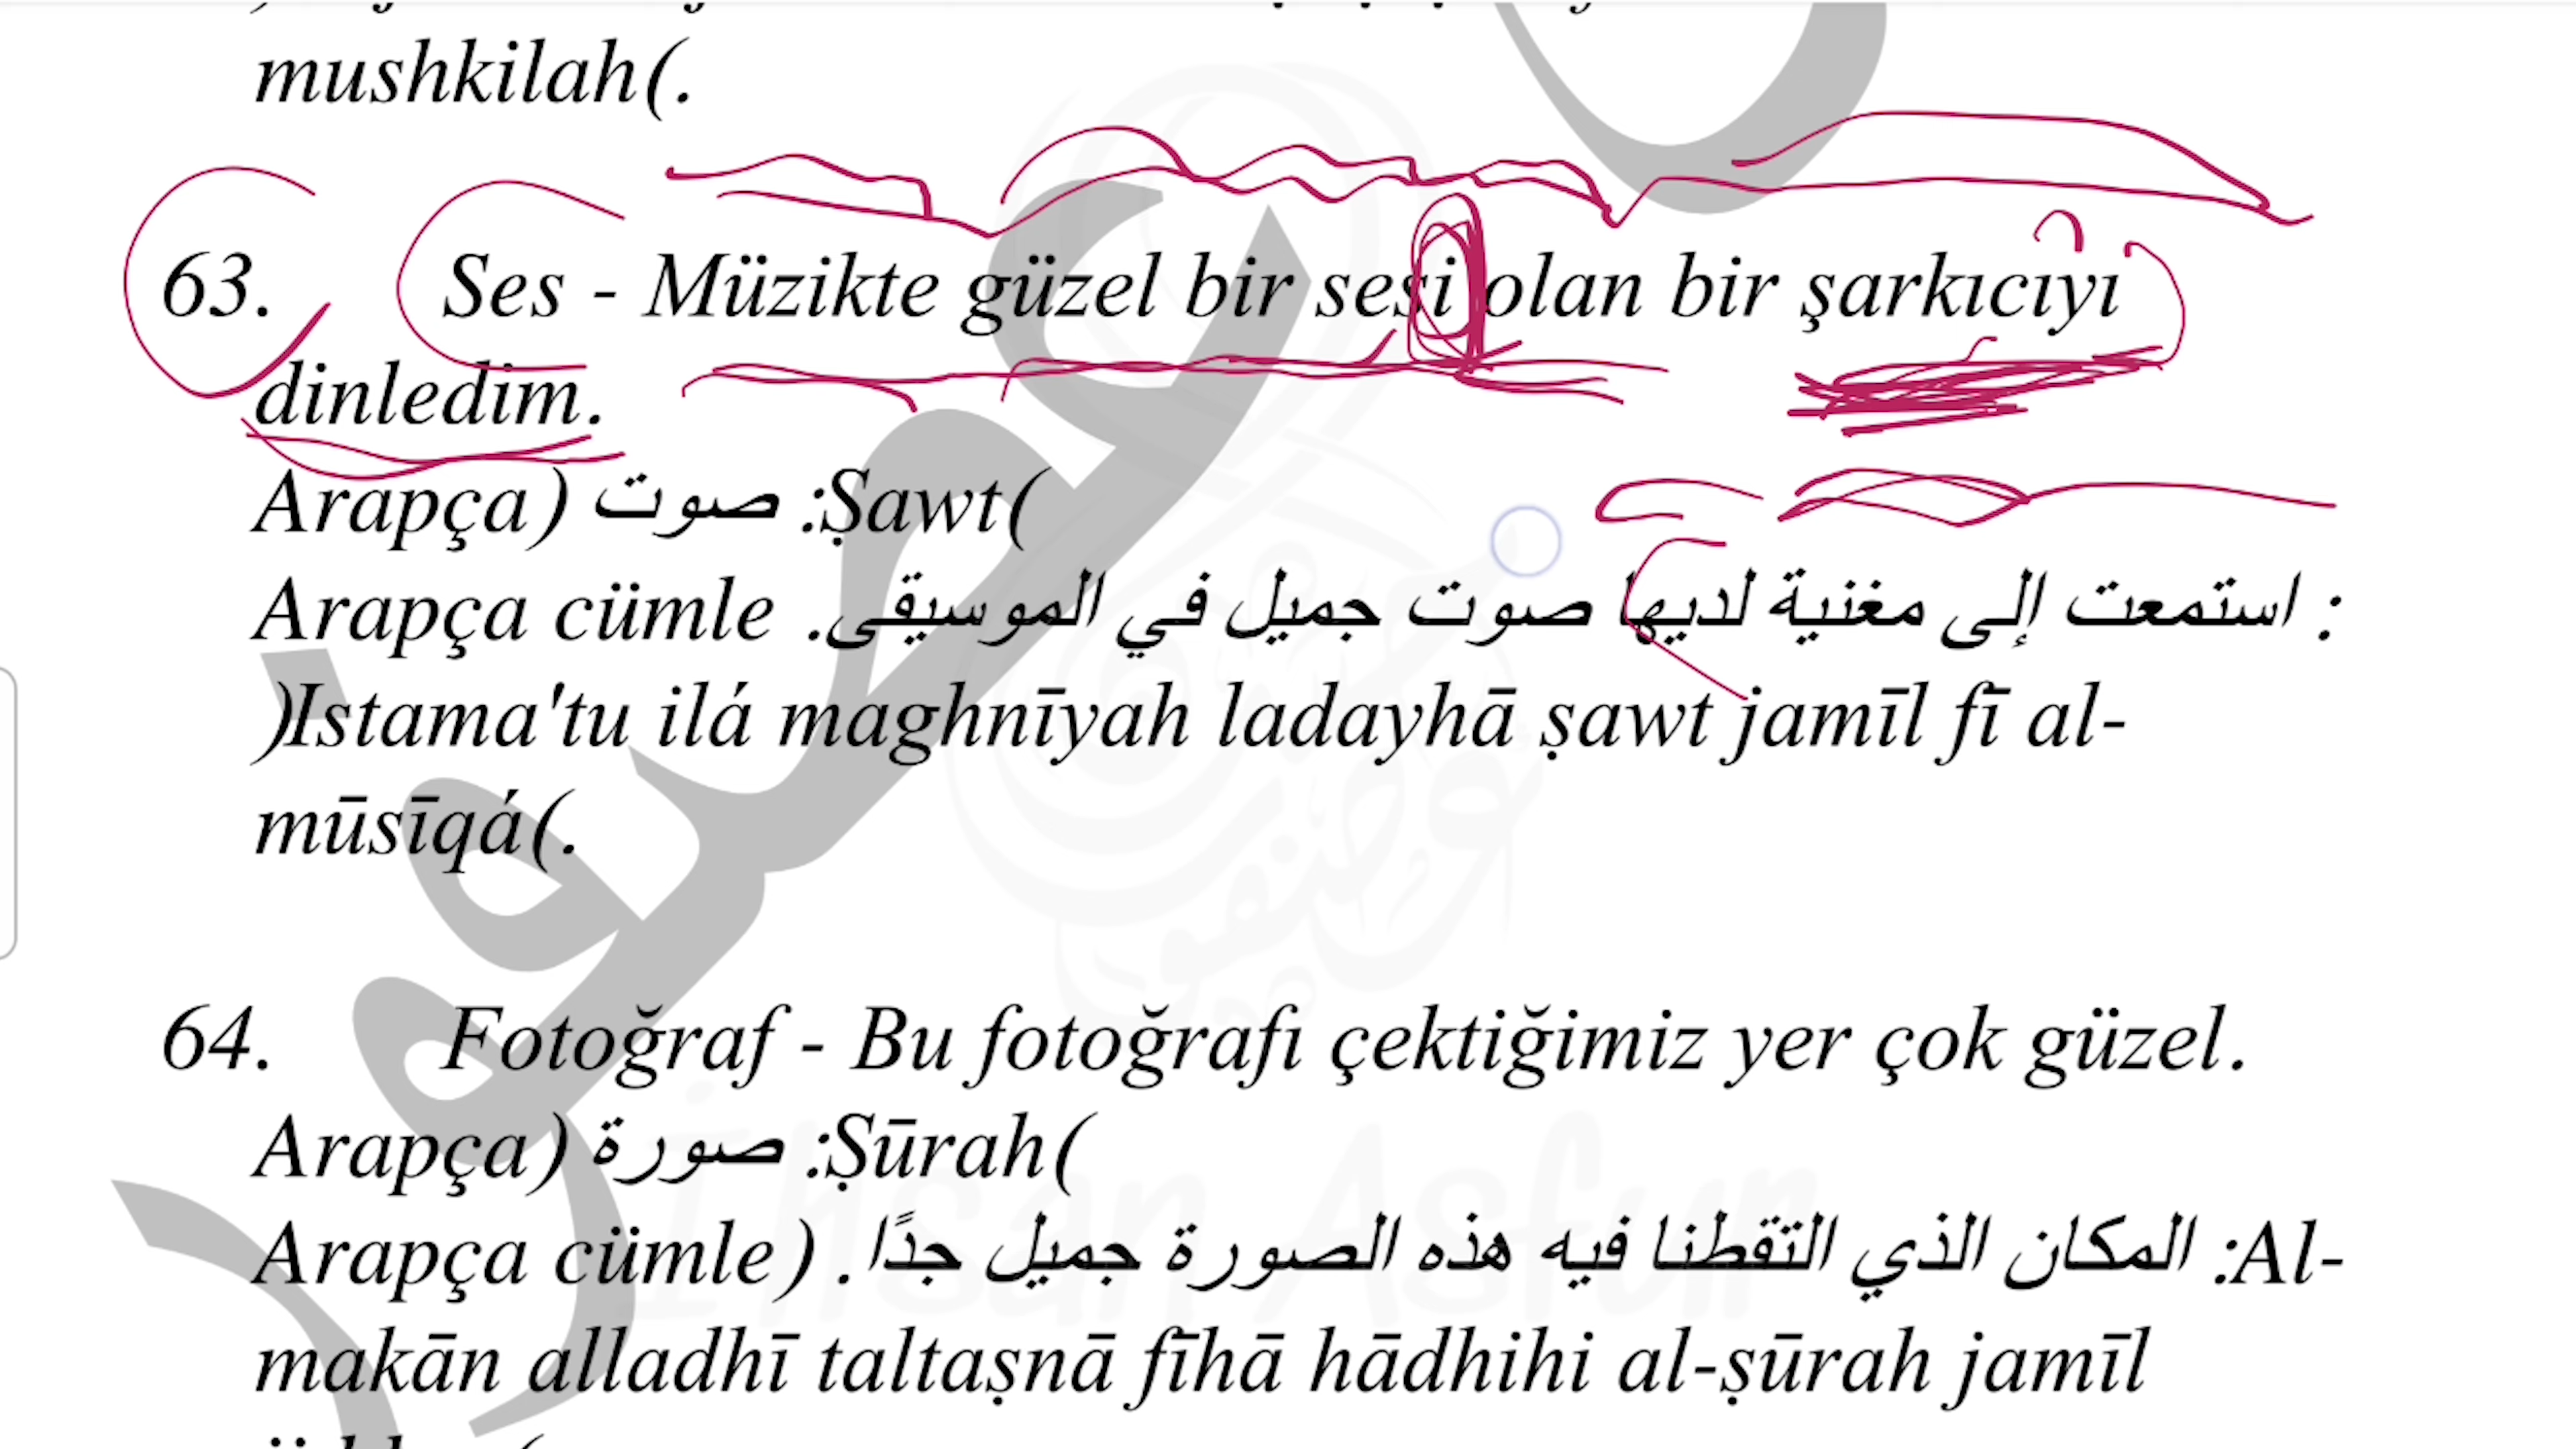 mushkilah(.
63. Ses - Müzikte güzel bir sesi olan bir şarkıcıyı
dinledim.
Arapça) صوت :Ṣawt(
Arapça cümle .استمعت إلى مغنية لديها صوت جميل في الموسيقى :
)Istama'tu ilá maghnīyah ladayhā ṣawt jamīl fī al-
mūsīqá(.
64. Fotoğraf - Bu fotoğrafı çektiğimiz yer çok güzel.
Arapça) صورة :Ṣūrah(
Arapça cümle) .المكان الذي التقطنا فيه هذه الصورة جميل جدًا :Al-
makān alladhī taltaṣnā fīhā hādhihi al-ṣūrah jamīl
İhsan Asfur